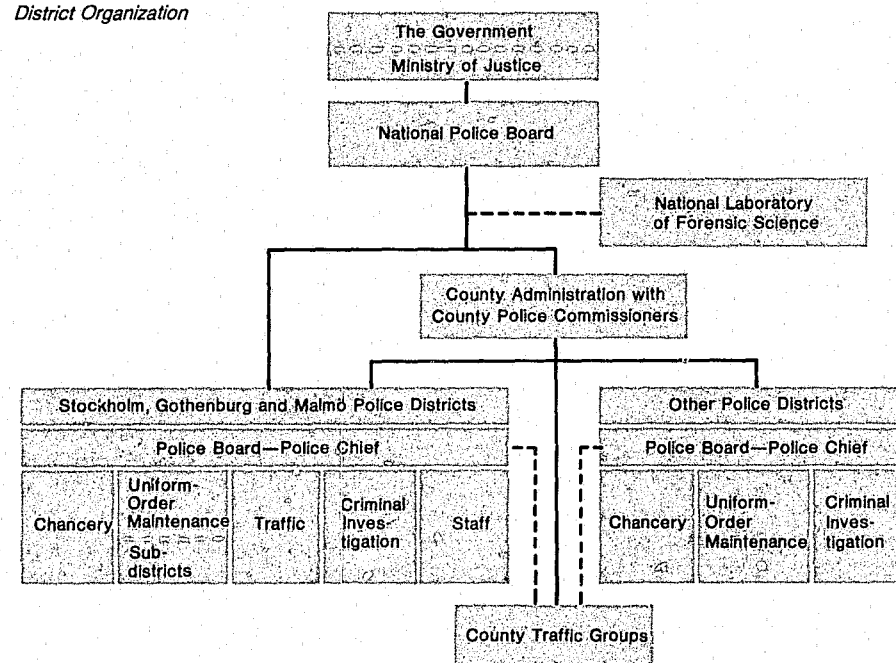 District Organization
The Government
Ministry of Justice
National Police Board
National Laboratory
of Forensic Science
County Administration with
County Police Commissioners
Stockholm, Gothenburg and Malmö Police Districts
Police Board—Police Chief
Chancery
Uniform-
Order
Maintenance
Sub-
districts
Traffic
Criminal
Inves-
tigation
Staff
Other Police Districts
Police Board—Police Chief
Chancery
Uniform-
Order
Maintenance
Criminal
Inves-
tigation
County Traffic Groups